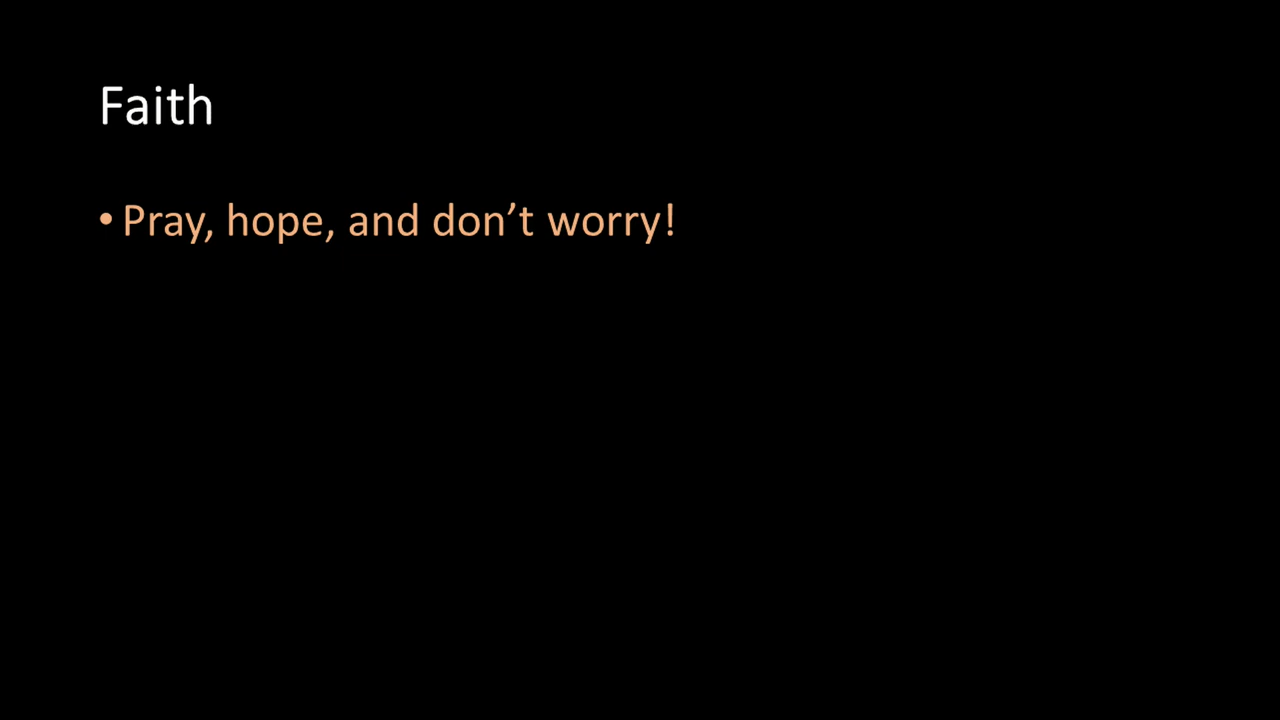 Faith
• Pray, hope, and don’t worry!